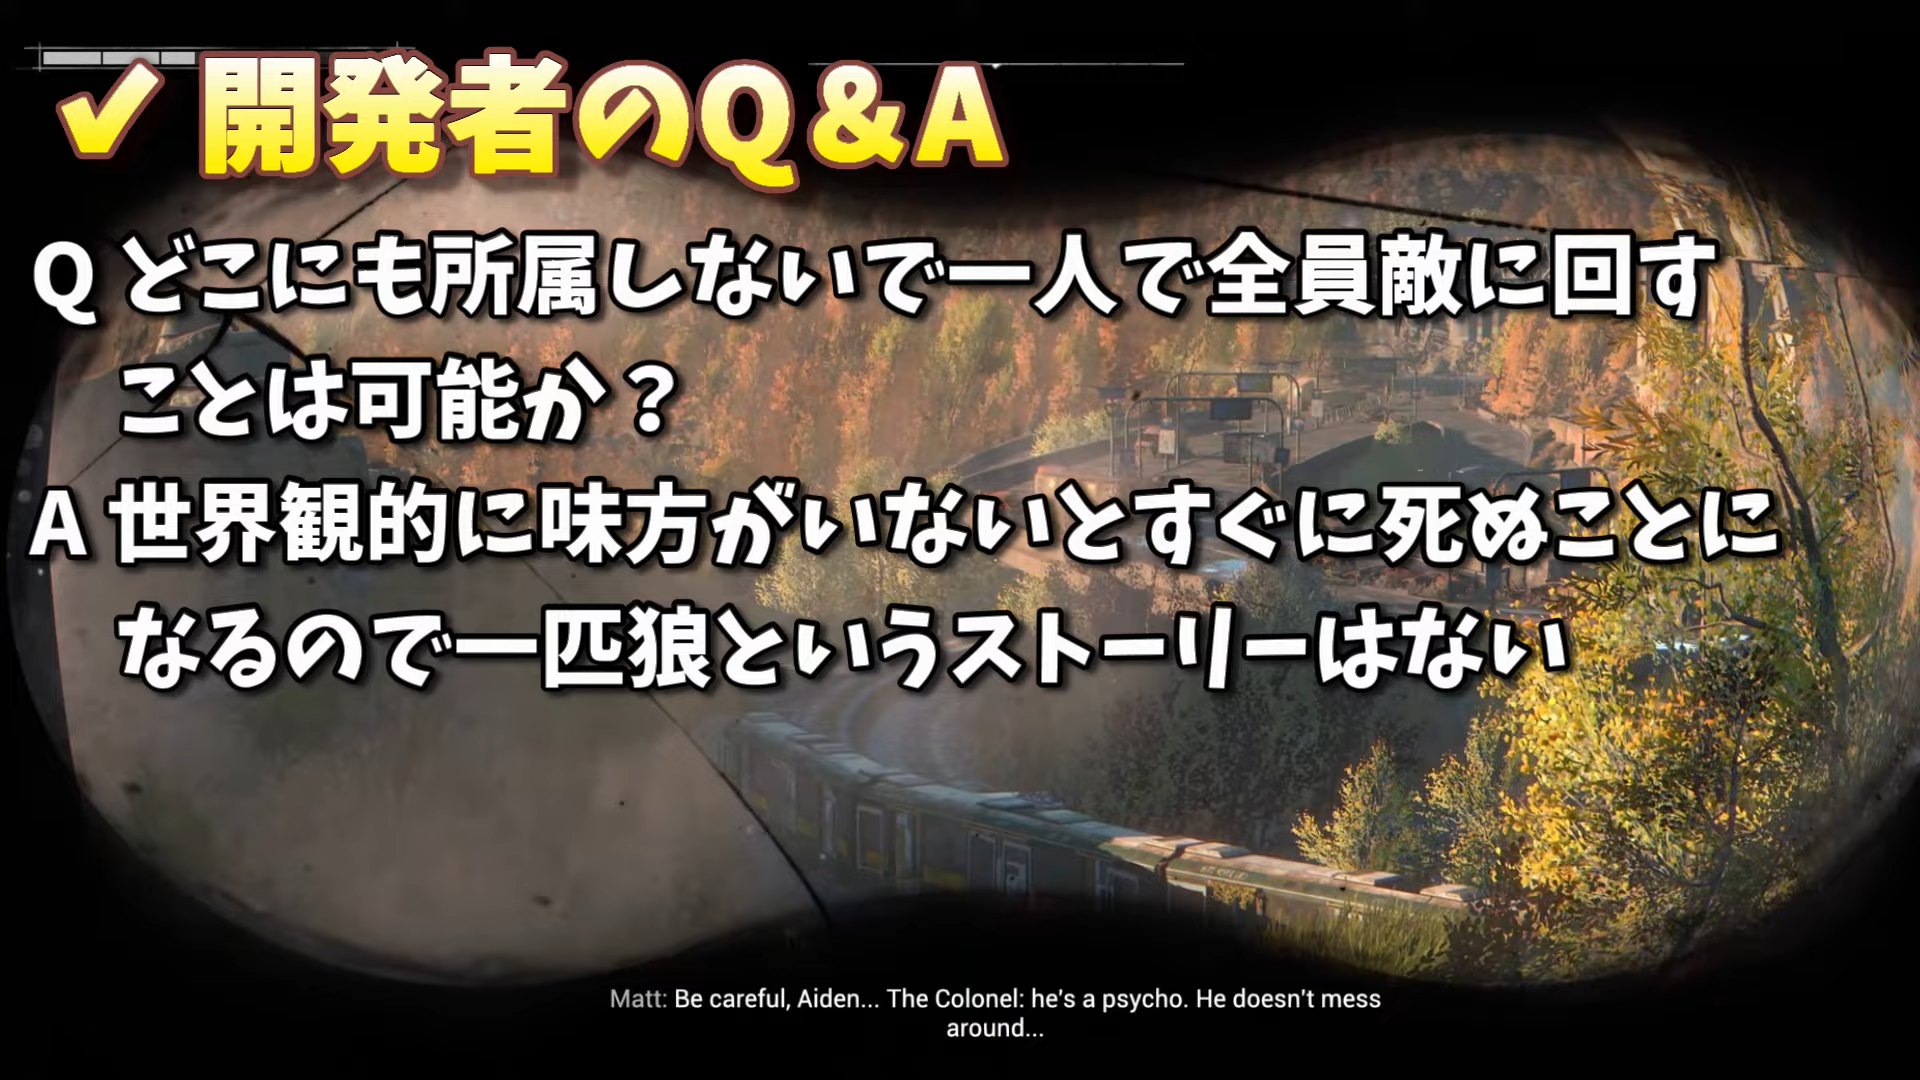 ✓ 開発者のQ&A
Q どこにも所属しないで一人で全員敵に回す
ことは可能か？
A 世界観的に味方がいないとすぐに死ぬことに
なるので一匹狼というストーリーはない
Matt: Be careful, Aiden... The Colonel: he's a psycho. He doesn't mess
around...